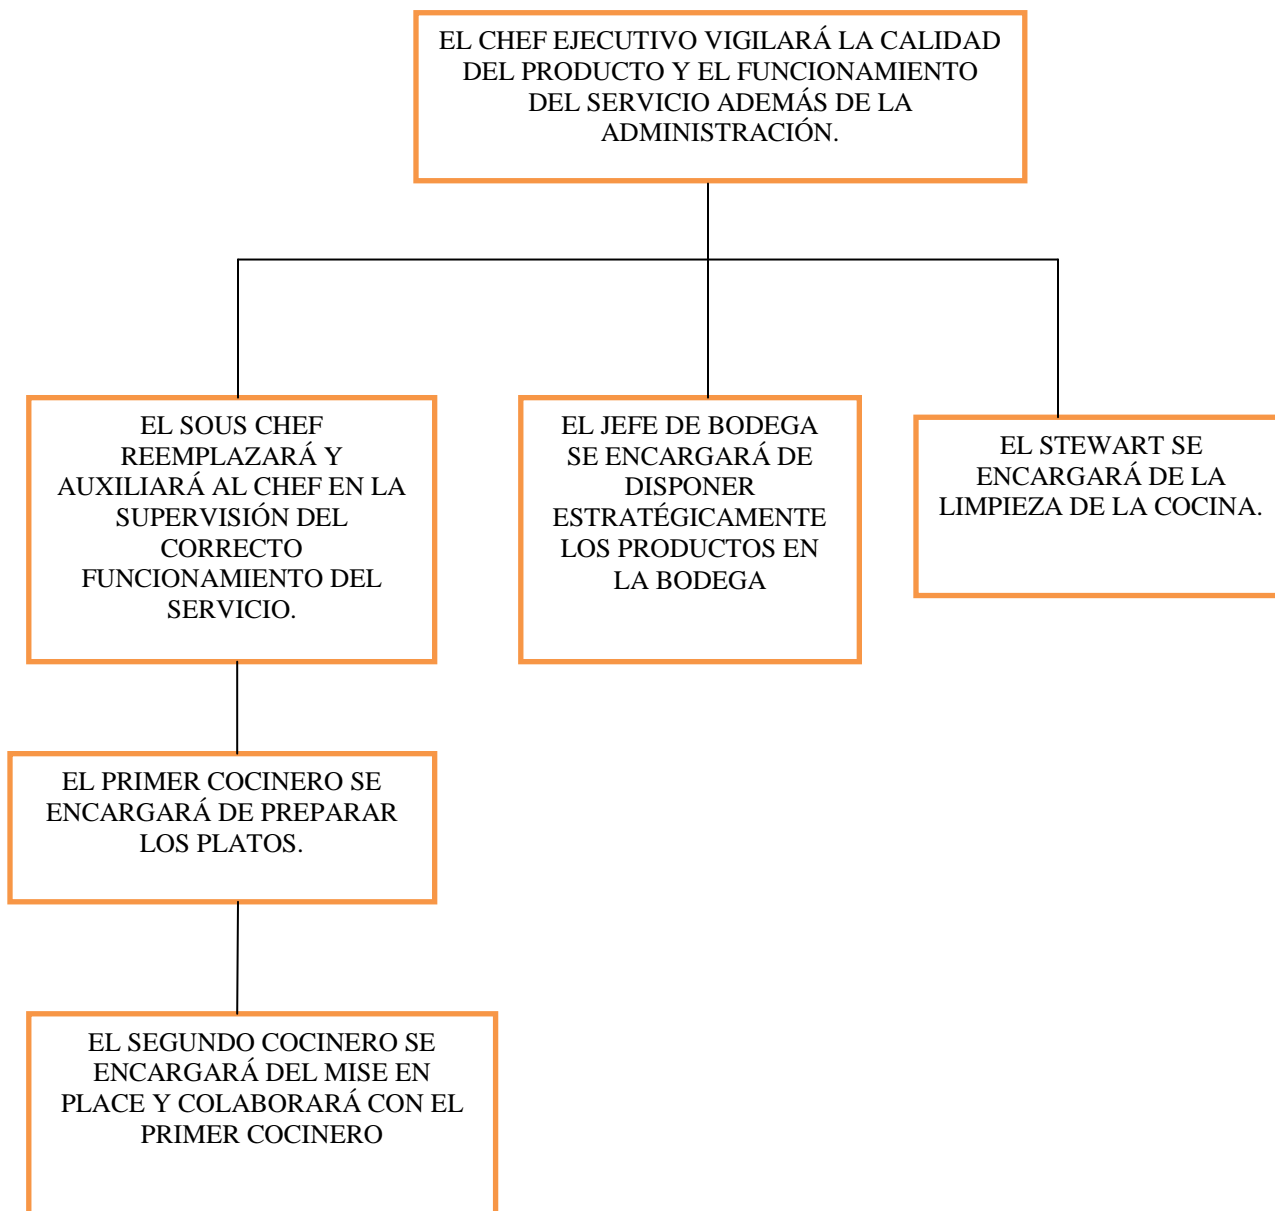 EL CHEF EJECUTIVO VIGILARÁ LA CALIDAD
DEL PRODUCTO Y EL FUNCIONAMIENTO
DEL SERVICIO ADEMÁS DE LA
ADMINISTRACIÓN.
EL SOUS CHEF
REEMPLAZARÁ Y
AUXILIARÁ AL CHEF EN LA
SUPERVISIÓN DEL
CORRECTO
FUNCIONAMIENTO DEL
SERVICIO.
EL JEFE DE BODEGA
SE ENCARGARÁ DE
DISPONER
ESTRATÉGICAMENTE
LOS PRODUCTOS EN
LA BODEGA
EL STEWART SE
ENCARGARÁ DE LA
LIMPIEZA DE LA COCINA.
EL PRIMER COCINERO SE
ENCARGARÁ DE PREPARAR
LOS PLATOS.
EL SEGUNDO COCINERO SE
ENCARGARÁ DEL MISE EN
PLACE Y COLABORARÁ CON EL
PRIMER COCINERO